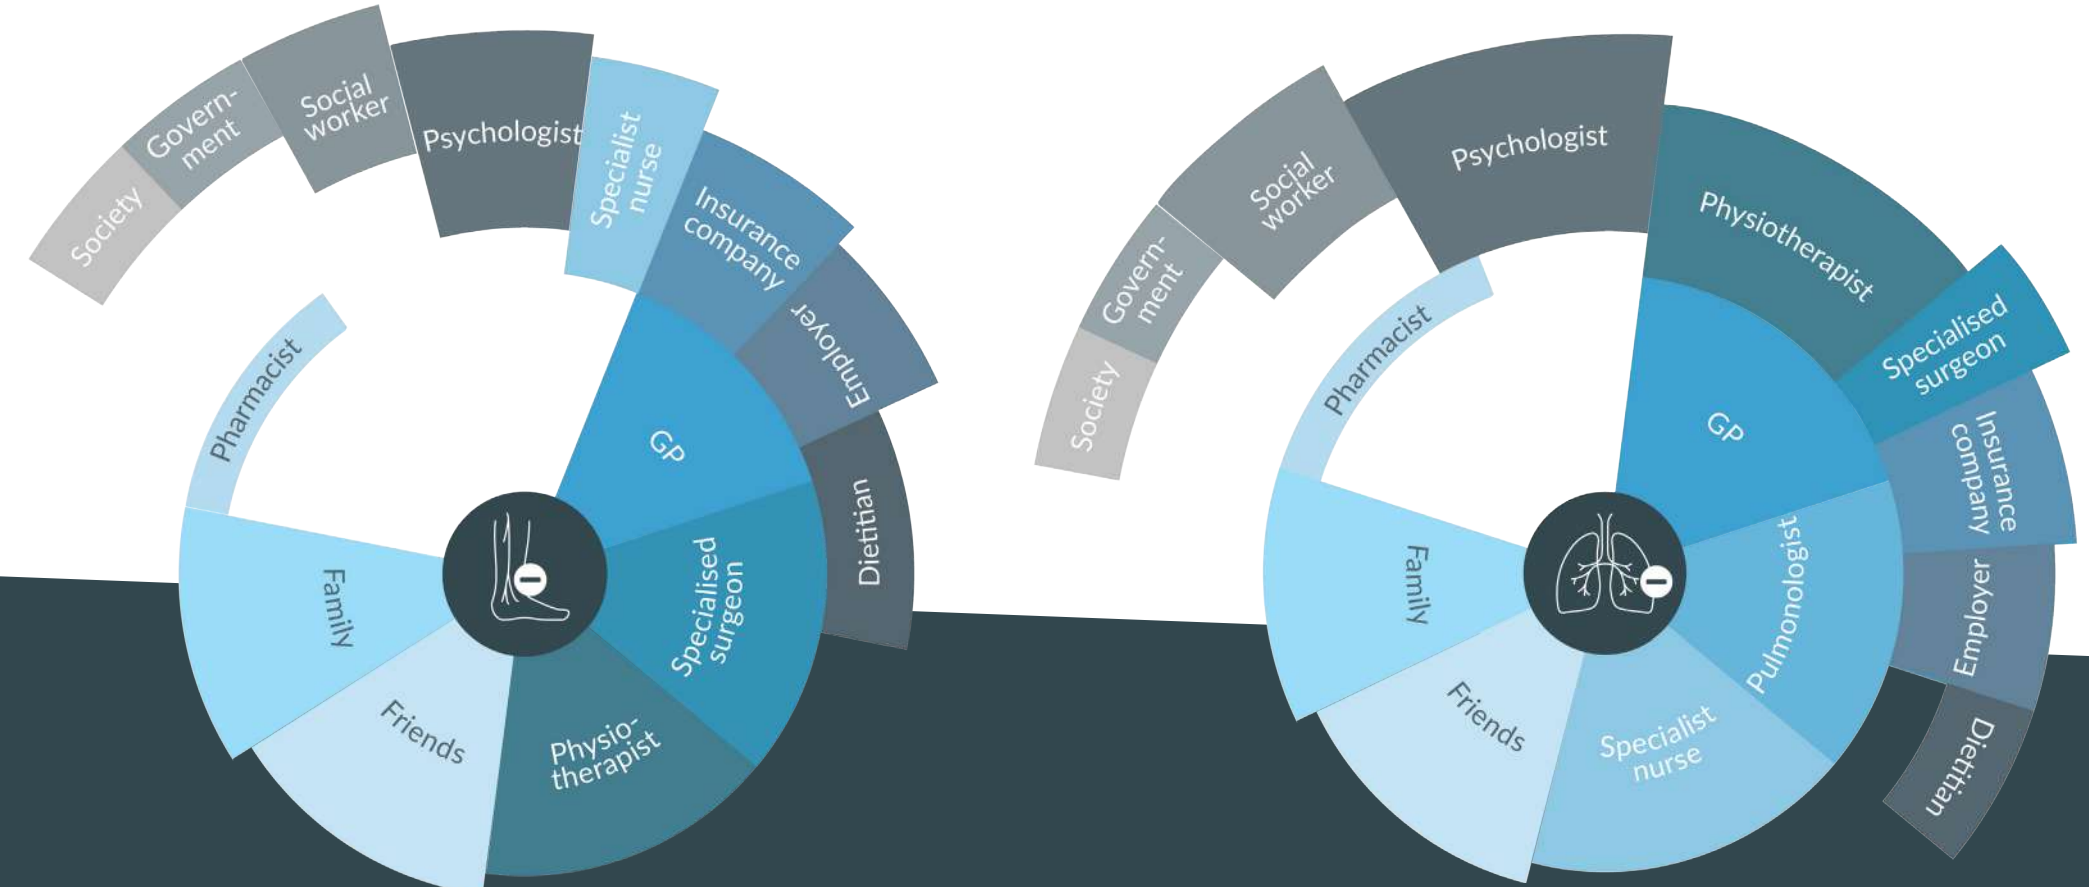 Society
Govern-
ment
Social
worker
Psychologist
Specialist
nurse
Insurance
company
Employer
Dietitian
GP
Specialised
surgeon
Physio-
therapist
Friends
Family
Pharmacist
Society
Govern-
ment
Social
worker
Psychologist
Physiotherapist
Specialised
surgeon
Insurance
company
Employer
Dietitian
GP
Pulmonologist
Specialist
nurse
Friends
Family
Pharmacist